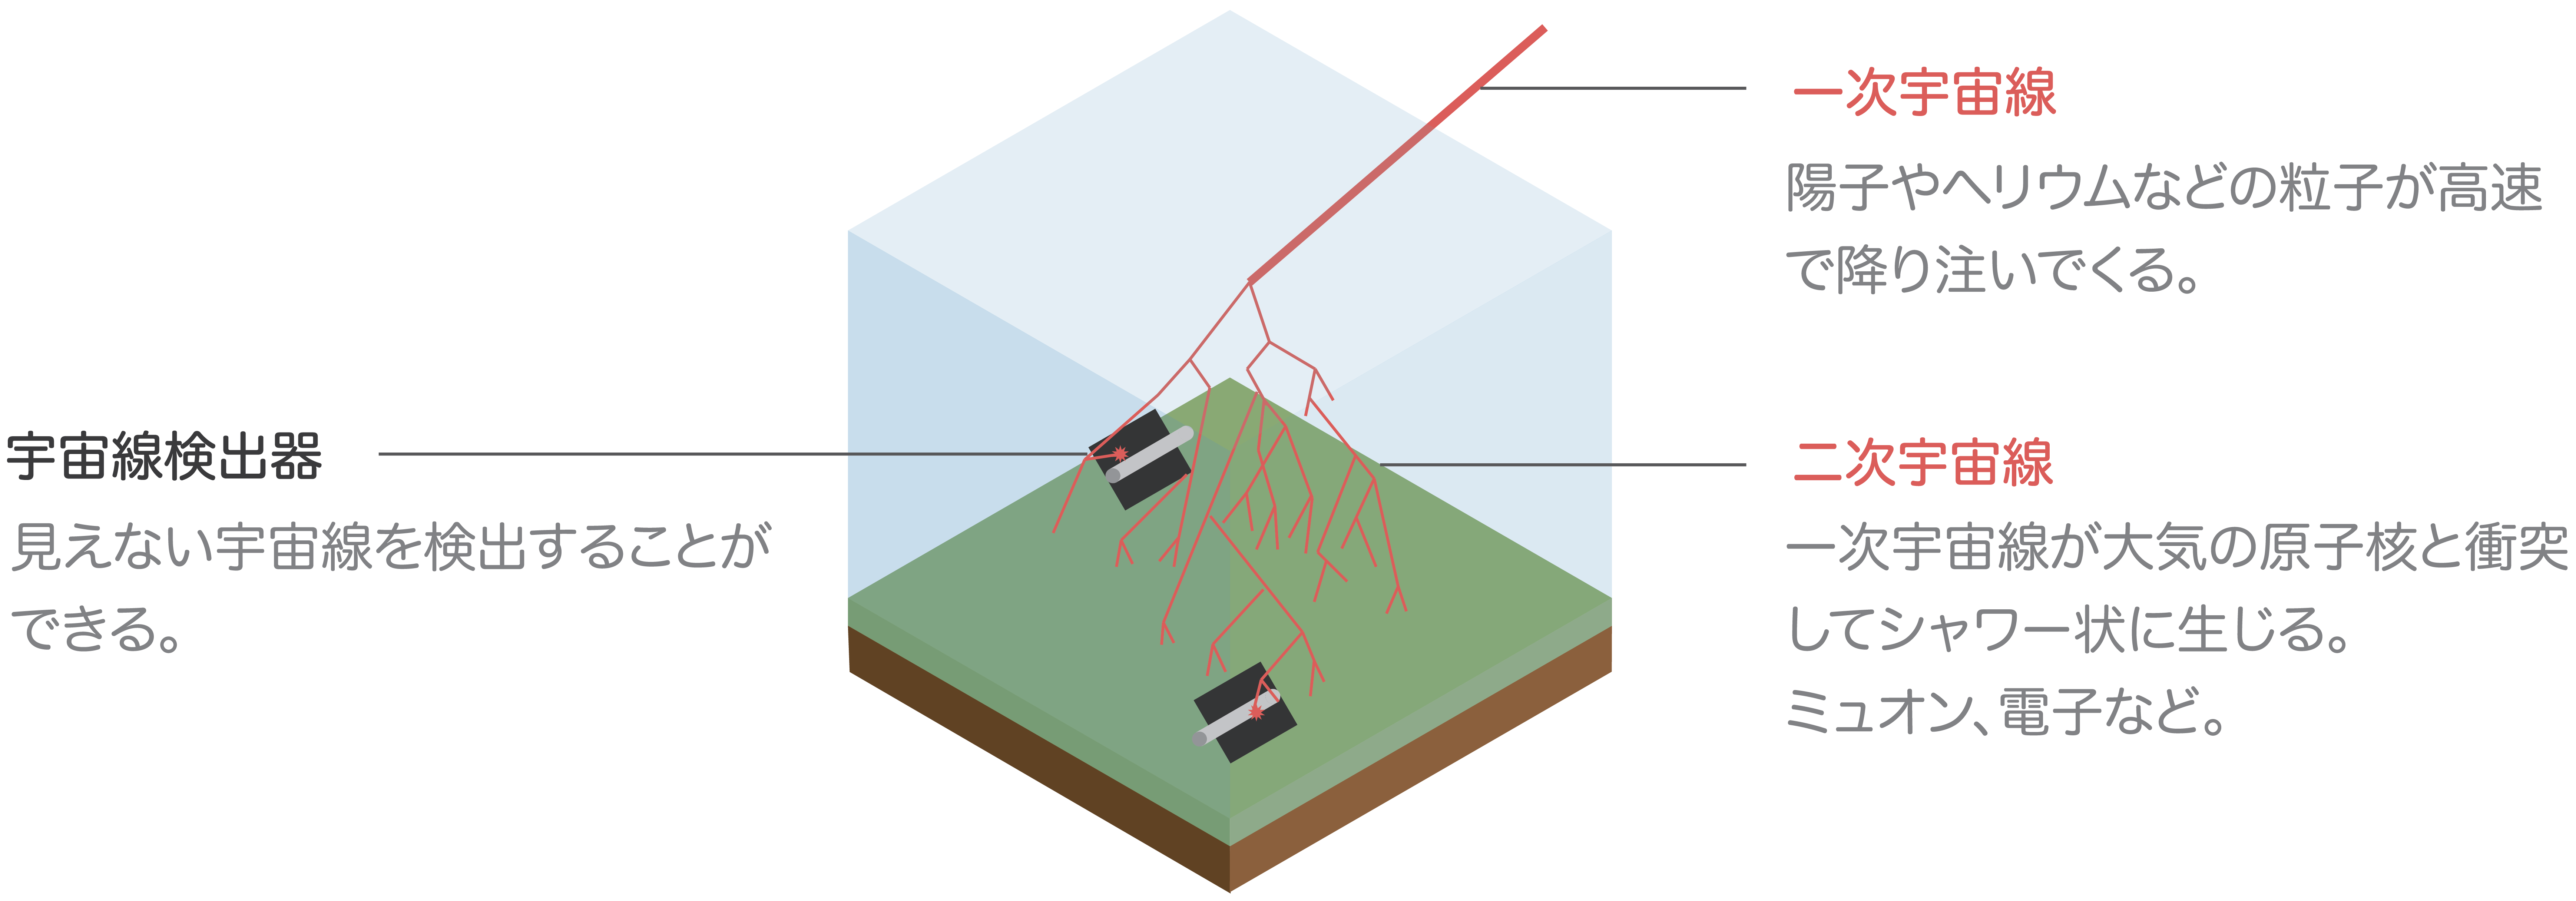 一次宇宙線
陽子やヘリウムなどの粒子が高速
で降り注いでくる。
宇宙線検出器
見えない宇宙線を検出することが
できる。
二次宇宙線
一次宇宙線が大気の原子核と衝突
してシャワー状に生じる。
ミュオン、電子など。